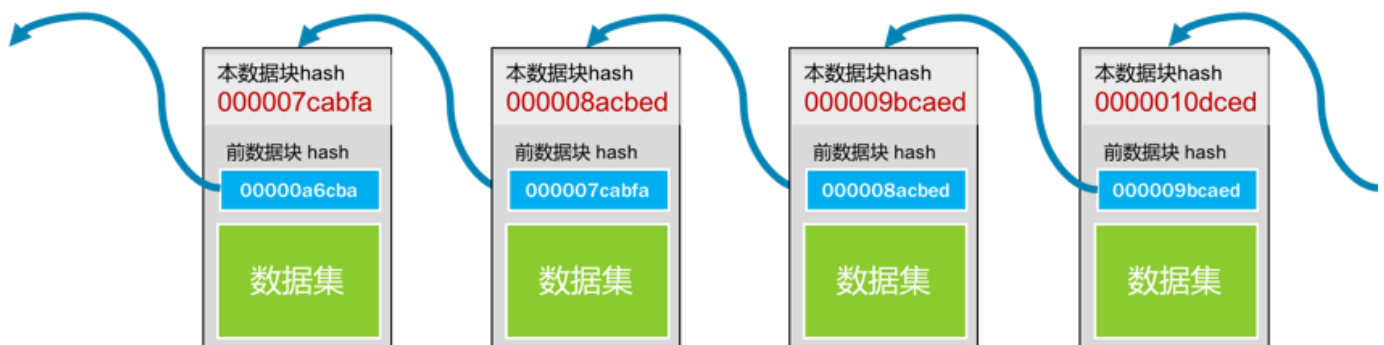 本数据块hash
000007cabfa
前数据块 hash
00000a6cba
数据集
本数据块hash
000008acbed
前数据块 hash
000007cabfa
数据集
本数据块hash
000009bcaed
前数据块 hash
000008acbed
数据集
本数据块hash
0000010dced
前数据块 hash
000009bcaed
数据集